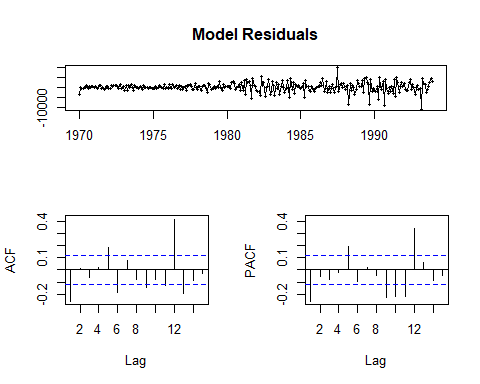 Model Residuals
-10000
1970 1975 1980 1985 1990
ACF
-0.2 0.1 0.4
2 4 6 8 12
Lag
PACF
-0.2 0.1 0.4
2 4 6 8 12
Lag